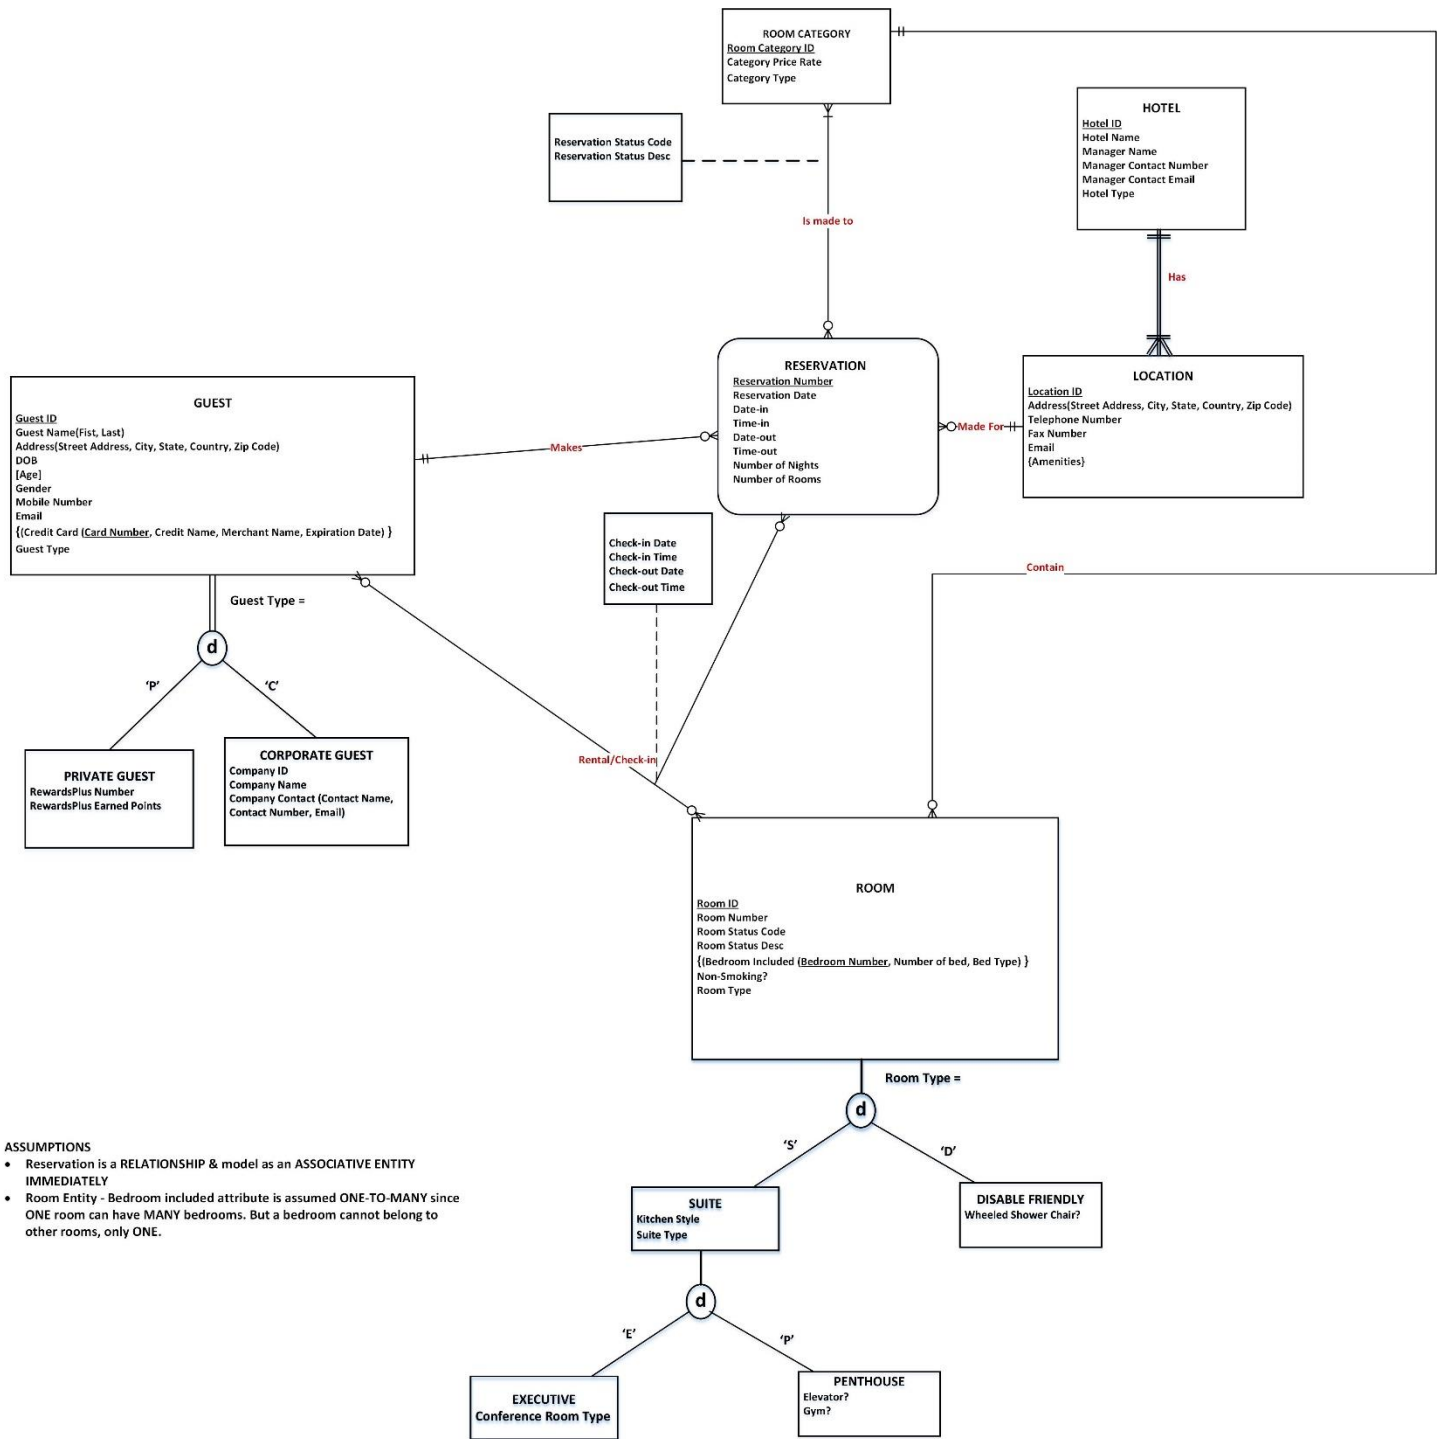 ROOM CATEGORY
Room Category ID
Category Price Rate
Category Type
Reservation Status Code
Reservation Status Desc
HOTEL
Hotel ID
Hotel Name
Manager Name
Manager Contact Number
Manager Contact Email
Hotel Type
Is made to
Has
RESERVATION
Reservation Number
Reservation Date
Date-in
Time-in
Date-out
Time-out
Number of Nights
Number of Rooms
Made For
LOCATION
Location ID
Address(Street Address, City, State, Country, Zip Code)
Telephone Number
Fax Number
Email
{Amenities}
GUEST
Guest ID
Guest Name(Fist, Last)
Address(Street Address, City, State, Country, Zip Code)
DOB
[Age]
Gender
Mobile Number
Email
{(Credit Card (Card Number, Credit Name, Merchant Name, Expiration Date) }
Guest Type
Makes
Check-in Date
Check-in Time
Check-out Date
Check-out Time
Contain
Guest Type =
d
'P'
'C'
PRIVATE GUEST
RewardsPlus Number
RewardsPlus Earned Points
CORPORATE GUEST
Company ID
Company Name
Company Contact (Contact Name,
Contact Number, Email)
Rental/Check-in
ROOM
Room ID
Room Number
Room Status Code
Room Status Desc
{(Bedroom Included (Bedroom Number, Number of bed, Bed Type) }
Non-Smoking?
Room Type
Room Type =
d
'S'
'D'
SUITE
Kitchen Style
Suite Type
DISABLE FRIENDLY
Wheeled Shower Chair?
d
'E'
'P'
EXECUTIVE
Conference Room Type
PENTHOUSE
Elevator?
Gym?
ASSUMPTIONS
• Reservation is a RELATIONSHIP & model as an ASSOCIATIVE ENTITY
IMMEDIATELY
• Room Entity - Bedroom included attribute is assumed ONE-TO-MANY since
ONE room can have MANY bedrooms. But a bedroom cannot belong to
other rooms, only ONE.